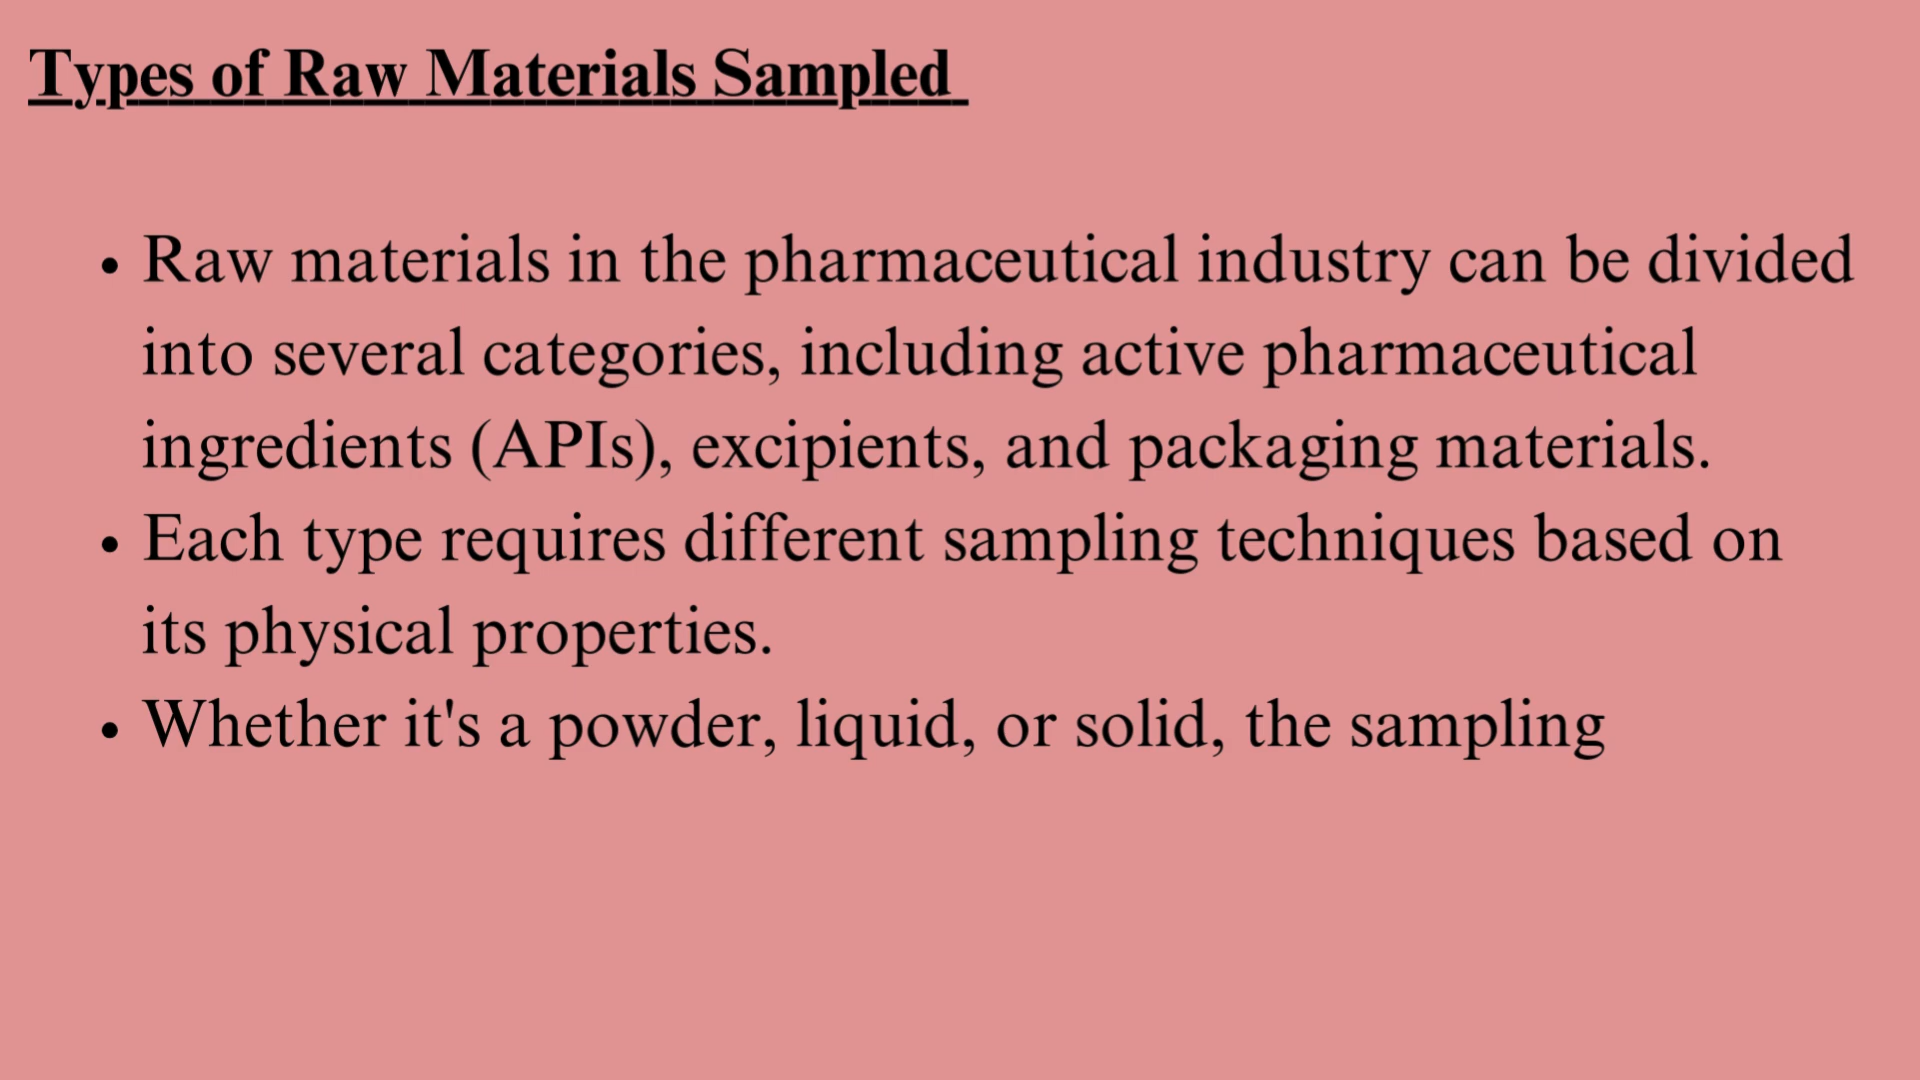 Types of Raw Materials Sampled
• Raw materials in the pharmaceutical industry can be divided
into several categories, including active pharmaceutical
ingredients (APIs), excipients, and packaging materials.
• Each type requires different sampling techniques based on
its physical properties.
• Whether it's a powder, liquid, or solid, the sampling